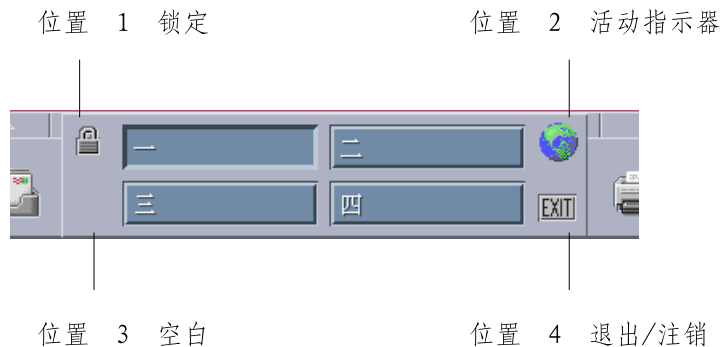 位置 1 锁定
位置 2 活动指示器
一
二
三
四
EXIT
位置 3 空白
位置 4 退出/注销